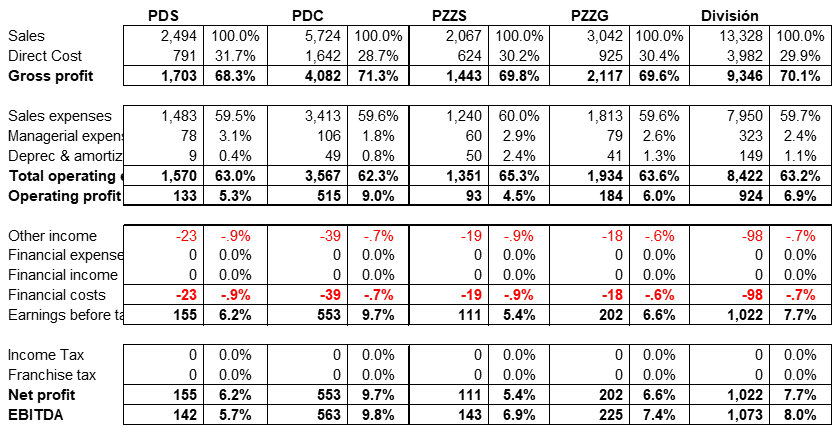 PDS PDC PZZS PZZG División
Sales 2,494 100.0% 5,724 100.0% 2,067 100.0% 3,042 100.0% 13,328 100.0%
Direct Cost 791 31.7% 1,642 28.7% 624 30.2% 925 30.4% 3,982 29.9%
Gross profit 1,703 68.3% 4,082 71.3% 1,443 69.8% 2,117 69.6% 9,346 70.1%
Sales expenses 1,483 59.5% 3,413 59.6% 1,240 60.0% 1,813 59.6% 7,950 59.7%
Managerial expens 78 3.1% 106 1.8% 60 2.9% 79 2.6% 323 2.4%
Deprec & amortiz 9 0.4% 49 0.8% 50 2.4% 41 1.3% 149 1.1%
Total operating e 1,570 63.0% 3,567 62.3% 1,351 65.3% 1,934 63.6% 8,422 63.2%
Operating profit 133 5.3% 515 9.0% 93 4.5% 184 6.0% 924 6.9%
Other income -23 -.9% -39 -.7% -19 -.9% -18 -.6% -98 -.7%
Financial expense 0 0.0% 0 0.0% 0 0.0% 0 0.0% 0 0.0%
Financial income 0 0.0% 0 0.0% 0 0.0% 0 0.0% 0 0.0%
Financial costs -23 -.9% -39 -.7% -19 -.9% -18 -.6% -98 -.7%
Earnings before ta 155 6.2% 553 9.7% 111 5.4% 202 6.6% 1,022 7.7%
Income Tax 0 0.0% 0 0.0% 0 0.0% 0 0.0% 0 0.0%
Franchise tax 0 0.0% 0 0.0% 0 0.0% 0 0.0% 0 0.0%
Net profit 155 6.2% 553 9.7% 111 5.4% 202 6.6% 1,022 7.7%
EBITDA 142 5.7% 563 9.8% 143 6.9% 225 7.4% 1,073 8.0%